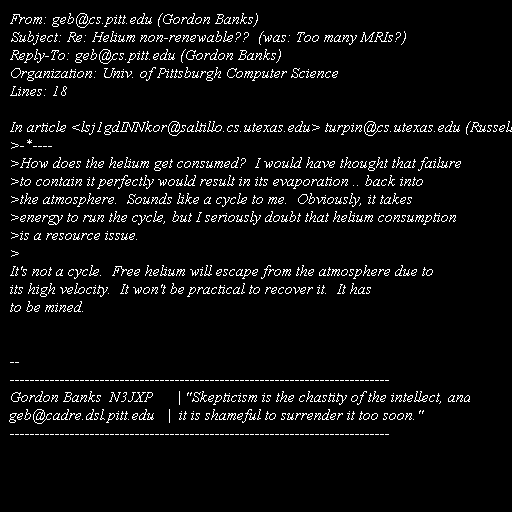 From: geb@cs.pitt.edu (Gordon Banks)
Subject: Re: Helium non-renewable??  (was: Too many MRIs?)
Reply-To: geb@cs.pitt.edu (Gordon Banks)
Organization: Univ. of Pittsburgh Computer Science
Lines: 18

In article <lsj1gdINNkor@saltillo.cs.utexas.edu> turpin@cs.utexas.edu (Russell
>-*----
>How does the helium get consumed?  I would have thought that failure
>to contain it perfectly would result in its evaporation .. back into
>the atmosphere.  Sounds like a cycle to me.  Obviously, it takes
>energy to run the cycle, but I seriously doubt that helium consumption
>is a resource issue.
>
It's not a cycle.  Free helium will escape from the atmosphere due to
its high velocity.  It won't be practical to recover it.  It has
to be mined.

--
----------------------------------------------------------------------------
Gordon Banks  N3JXP      | "Skepticism is the chastity of the intellect, and
geb@cadre.dsl.pitt.edu   |  it is shameful to surrender it too soon."
----------------------------------------------------------------------------